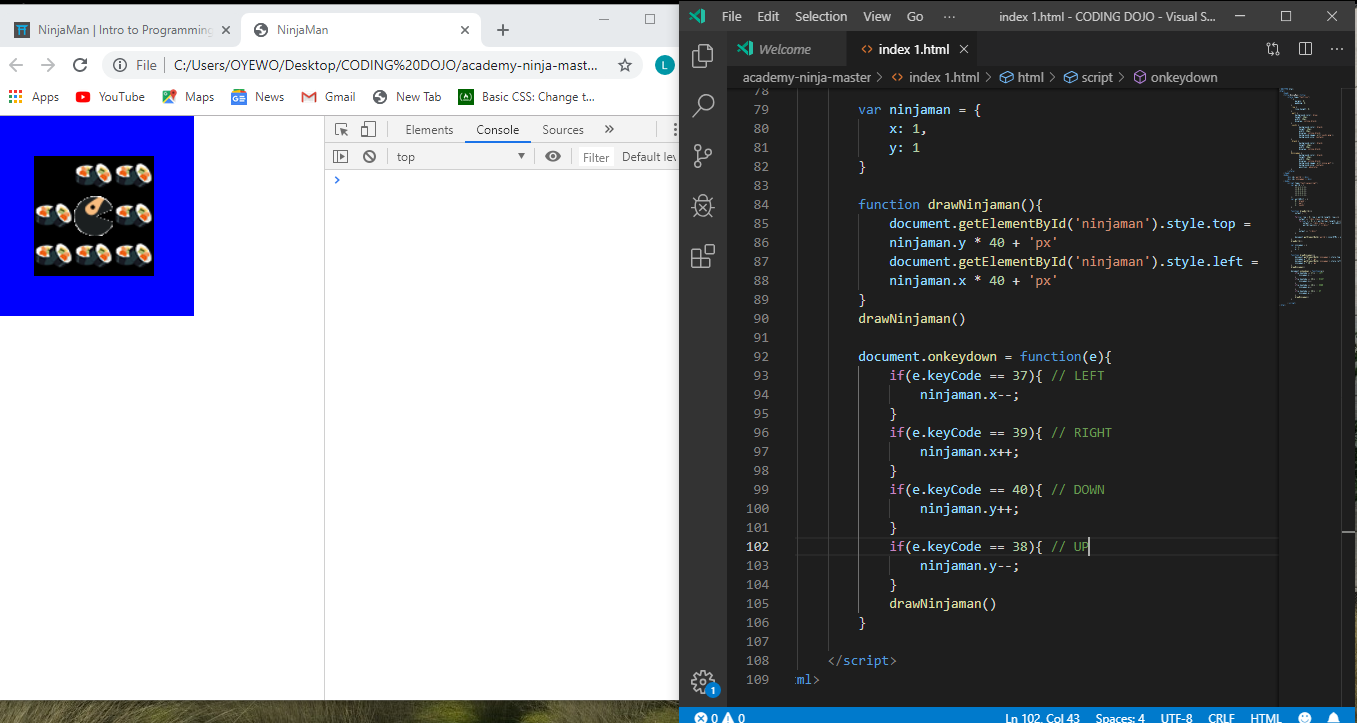 NinjaMan | Intro to Programming
NinjaMan
File | C:/Users/OYEWO/Desktop/CODING%20DOJO/academy-ninja-mast...
L
Apps YouTube Maps News Gmail New Tab Basic CSS: Change t...
Elements Console Sources »
top Filter Default lev
File Edit Selection View Go ··· index 1.html - CODING DOJO - Visual S...
Welcome index 1.html
academy-ninja-master > index 1.html > html > script > onkeydown
78
79 var ninjaman = {
80 x: 1,
81 y: 1
82 }
83
84 function drawNinjaman(){
85 document.getElementById('ninjaman').style.top =
86 ninjaman.y * 40 + 'px'
87 document.getElementById('ninjaman').style.left =
88 ninjaman.x * 40 + 'px'
89 }
90 drawNinjaman()
91
92 document.onkeydown = function(e){
93 if(e.keyCode == 37){ // LEFT
94 ninjaman.x--;
95 }
96 if(e.keyCode == 39){ // RIGHT
97 ninjaman.x++;
98 }
99 if(e.keyCode == 40){ // DOWN
100 ninjaman.y++;
101 }
102 if(e.keyCode == 38){ // UP
103 ninjaman.y--;
104 }
105 drawNinjaman()
106 }
107
108 </script>
109 ml>
1
0 0 Ln 102, Col 43 Spaces: 4 UTF-8 CRLF HTML